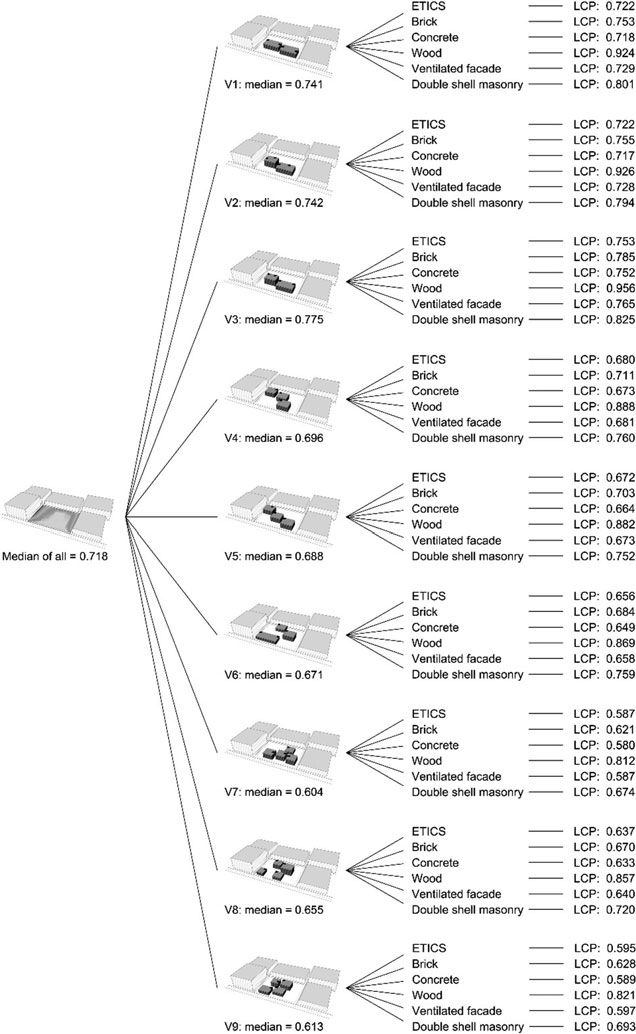 ETICS LCP: 0.722
Brick LCP: 0.753
Concrete LCP: 0.718
Wood LCP: 0.924
Ventilated facade LCP: 0.729
V1: median = 0.741 Double shell masonry LCP: 0.801
ETICS LCP: 0.722
Brick LCP: 0.755
Concrete LCP: 0.717
Wood LCP: 0.926
Ventilated facade LCP: 0.728
V2: median = 0.742 Double shell masonry LCP: 0.794
ETICS LCP: 0.753
Brick LCP: 0.785
Concrete LCP: 0.752
Wood LCP: 0.956
Ventilated facade LCP: 0.765
V3: median = 0.775 Double shell masonry LCP: 0.825
ETICS LCP: 0.680
Brick LCP: 0.711
Concrete LCP: 0.673
Wood LCP: 0.888
Ventilated facade LCP: 0.681
V4: median = 0.696 Double shell masonry LCP: 0.760
ETICS LCP: 0.672
Brick LCP: 0.703
Concrete LCP: 0.664
Wood LCP: 0.882
Ventilated facade LCP: 0.673
Median of all = 0.718 V5: median = 0.688 Double shell masonry LCP: 0.752
ETICS LCP: 0.656
Brick LCP: 0.684
Concrete LCP: 0.649
Wood LCP: 0.869
Ventilated facade LCP: 0.658
V6: median = 0.671 Double shell masonry LCP: 0.759
ETICS LCP: 0.587
Brick LCP: 0.621
Concrete LCP: 0.580
Wood LCP: 0.812
Ventilated facade LCP: 0.587
V7: median = 0.604 Double shell masonry LCP: 0.674
ETICS LCP: 0.637
Brick LCP: 0.670
Concrete LCP: 0.633
Wood LCP: 0.857
Ventilated facade LCP: 0.640
V8: median = 0.655 Double shell masonry LCP: 0.720
ETICS LCP: 0.595
Brick LCP: 0.628
Concrete LCP: 0.589
Wood LCP: 0.821
Ventilated facade LCP: 0.597
V9: median = 0.613 Double shell masonry LCP: 0.693